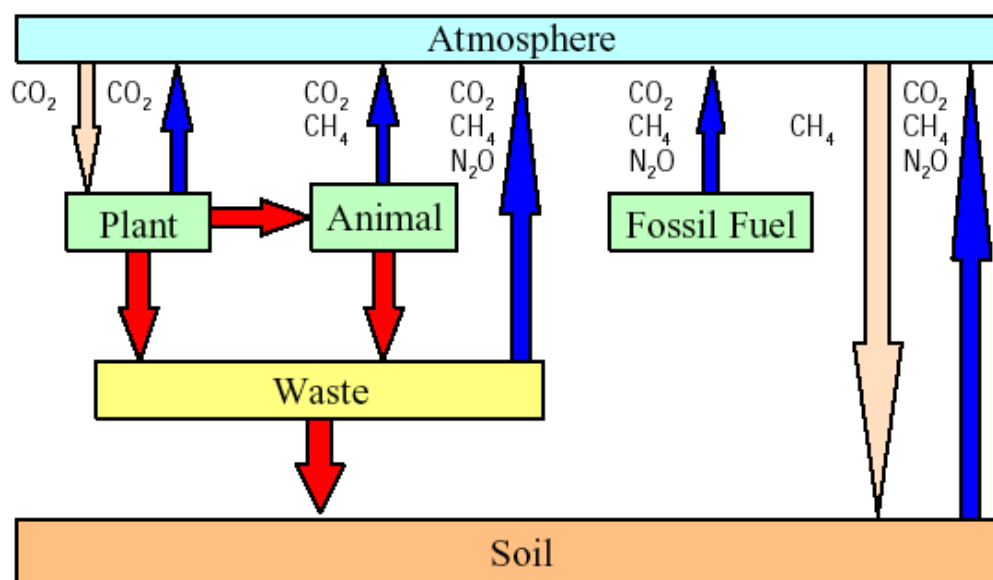 Atmosphere
CO₂
CO₂
CO₂
CH₄
CO₂
CH₄
N₂O
CO₂
CH₄
N₂O
CH₄
CO₂
CH₄
N₂O
Plant
Animal
Fossil Fuel
Waste
Soil